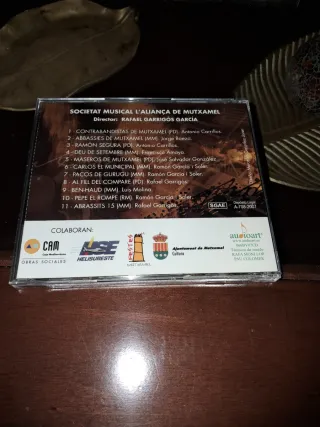 SOCIETAT MUSICAL L'ALIANÇA DE MUTXAMEL
Director: RAFAEL GARRIGÓS GARCÍA
1 CONTRABANDISTAS DE MUTXAMEL (PD). Antonio Carrillos.
2 ABBASSIES DE MUTXAMEL (MM). Jorge
3 RAMÓN SEGURA (PD). Antonio Carrillos.
4 DEU DE SETEMBRE (MM). Francisco Amaya.
5 MASEROS DE MUTXAMEL (PD). José Salvador González.
6 CARLOS EL MUNICIPAL (MM). Ramón García i Soler.
7 PACOS DE GURUGU (MM). Ramón García i Soler.
8 AL FILL DEL COMPARE (PD). Rafael Garrigós.
9 BEN-HAUD (MM). Luis Molina.
10 PEPE EL ROMPE (RM). Ramón García i Soler.
11 ABBASSITS 15 (MM). Rafael Garrigós.
SGAE
COLABORAN:
CAM
OBRAS SOCIALES
HELISURESTE
Ajuntament de Mutxamel
Cultura
audioart